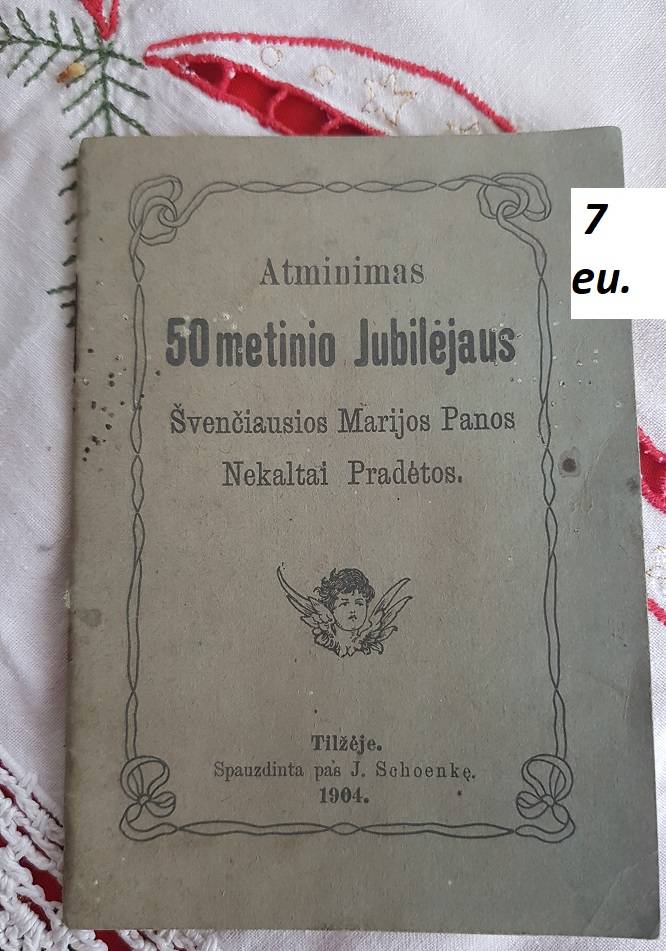 Atminimas
50 metinio Jubilėjaus
Švenčiausios Marijos Panos
Nekaltai Pradėtos.
Tilžėje.
Spauzdinta pas J. Schoenkę.
1904.
7
eu.